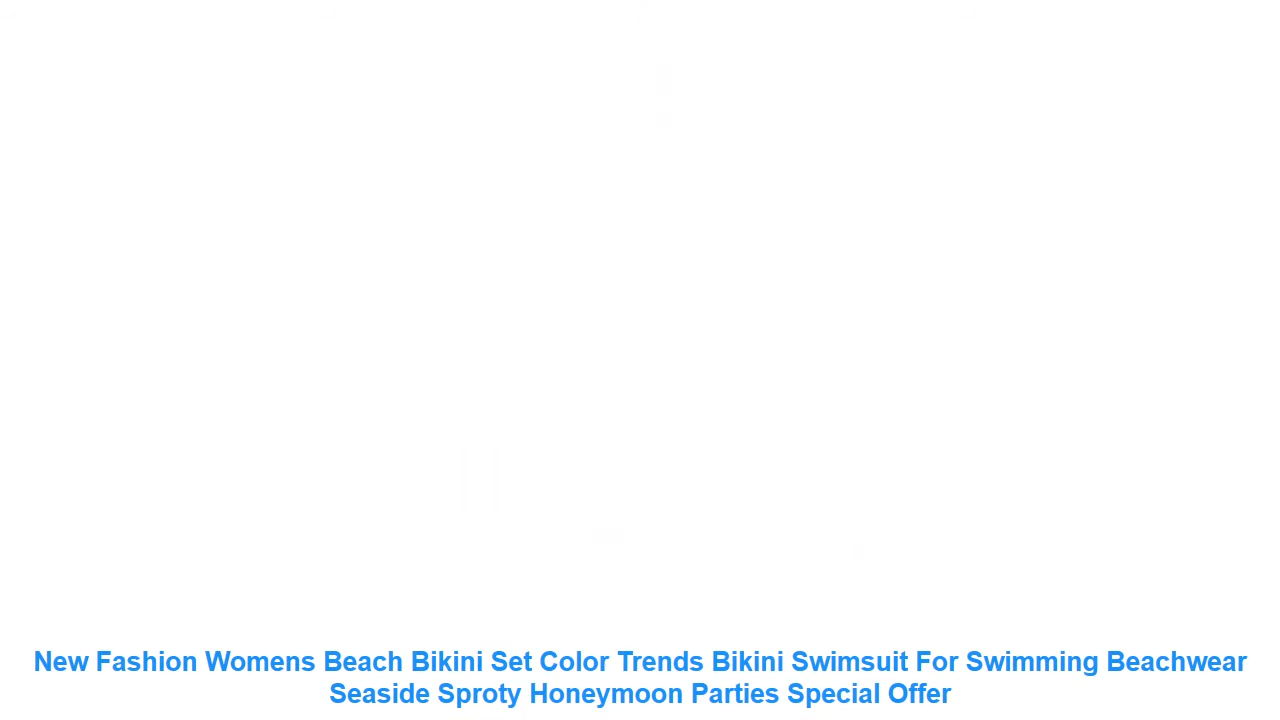 New Fashion Womens Beach Bikini Set Color Trends Bikini Swimsuit For Swimming Beachwear
Seaside Sproty Honeymoon Parties Special Offer